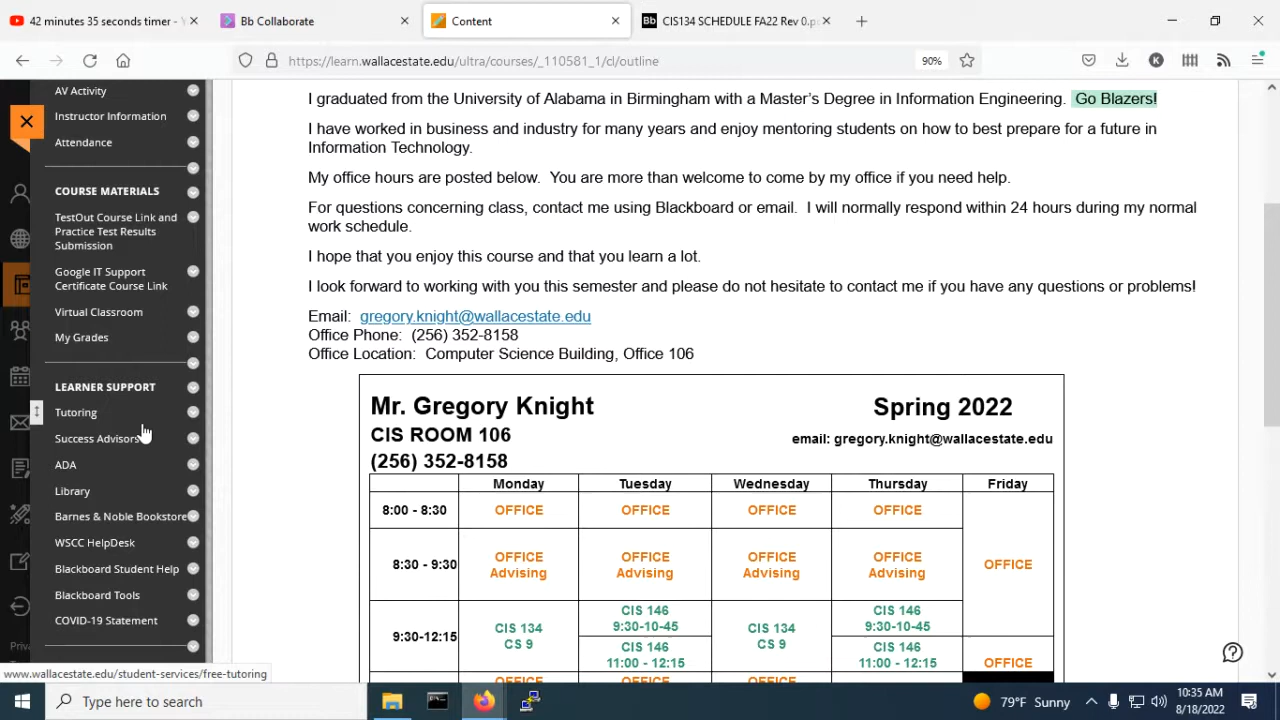 42 minutes 35 seconds timer - Y
Bb Collaborate
Content
Bb
CIS134 SCHEDULE FA22 Rev 0.p
https://learn.wallacestate.edu/ultra/courses/_110581_1/cl/outline
90%
K
AV Activity
Instructor Information
Attendance
COURSE MATERIALS
TestOut Course Link and
Practice Test Results
Submission
Google IT Support
Certificate Course Link
Virtual Classroom
My Grades
LEARNER SUPPORT
Tutoring
Success Advisors
ADA
Library
Barnes & Noble Bookstore
WSCC HelpDesk
Blackboard Student Help
Blackboard Tools
COVID-19 Statement
I graduated from the University of Alabama in Birmingham with a Master’s Degree in Information Engineering. Go Blazers!
I have worked in business and industry for many years and enjoy mentoring students on how to best prepare for a future in
Information Technology.
My office hours are posted below. You are more than welcome to come by my office if you need help.
For questions concerning class, contact me using Blackboard or email. I will normally respond within 24 hours during my normal
work schedule.
I hope that you enjoy this course and that you learn a lot.
I look forward to working with you this semester and please do not hesitate to contact me if you have any questions or problems!
Email: gregory.knight@wallacestate.edu
Office Phone: (256) 352-8158
Office Location: Computer Science Building, Office 106
Mr. Gregory Knight Spring 2022
CIS ROOM 106 email: gregory.knight@wallacestate.edu
(256) 352-8158
Monday Tuesday Wednesday Thursday Friday
8:00 - 8:30 OFFICE OFFICE OFFICE OFFICE
8:30 - 9:30 OFFICE Advising OFFICE Advising OFFICE Advising OFFICE Advising OFFICE
9:30-12:15 CIS 134 CS 9 CIS 146 9:30-10-45 CIS 134 CS 9 CIS 146 9:30-10-45
CIS 146 11:00 - 12:15 CIS 146 11:00 - 12:15 OFFICE
OFFICE OFFICE OFFICE OFFICE
www.wallacestate.edu/student-services/free-tutoring
Type here to search
79°F Sunny
10:35 AM
8/18/2022